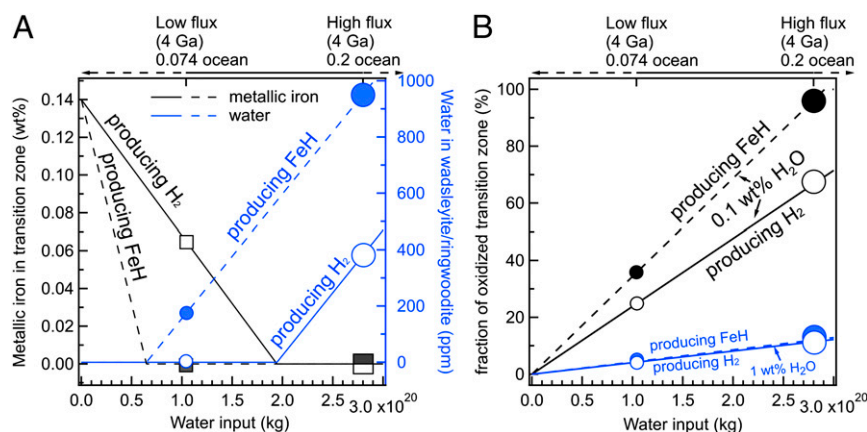 A
Low flux
(4 Ga)
0.074 ocean
High flux
(4 Ga)
0.2 ocean
Metallic iron in transition zone (wt%)
0.14
0.12
0.10
0.08
0.06
0.04
0.02
0.00
metallic iron
water
producing H2
producing FeH
producing FeH
producing H2
1000
800
600
400
200
0
Water in wadsleyite/ringwoodite (ppm)
0.0
0.5
1.0
1.5
2.0
2.5
3.0 x10^20
Water input (kg)
B
Low flux
(4 Ga)
0.074 ocean
High flux
(4 Ga)
0.2 ocean
fraction of oxidized transition zone (%)
100
80
60
40
20
0
producing FeH
0.1 wt% H2O
producing H2
producing FeH
producing H2
1 wt% H2O
0.0
0.5
1.0
1.5
2.0
2.5
3.0 x10^20
Water input (kg)